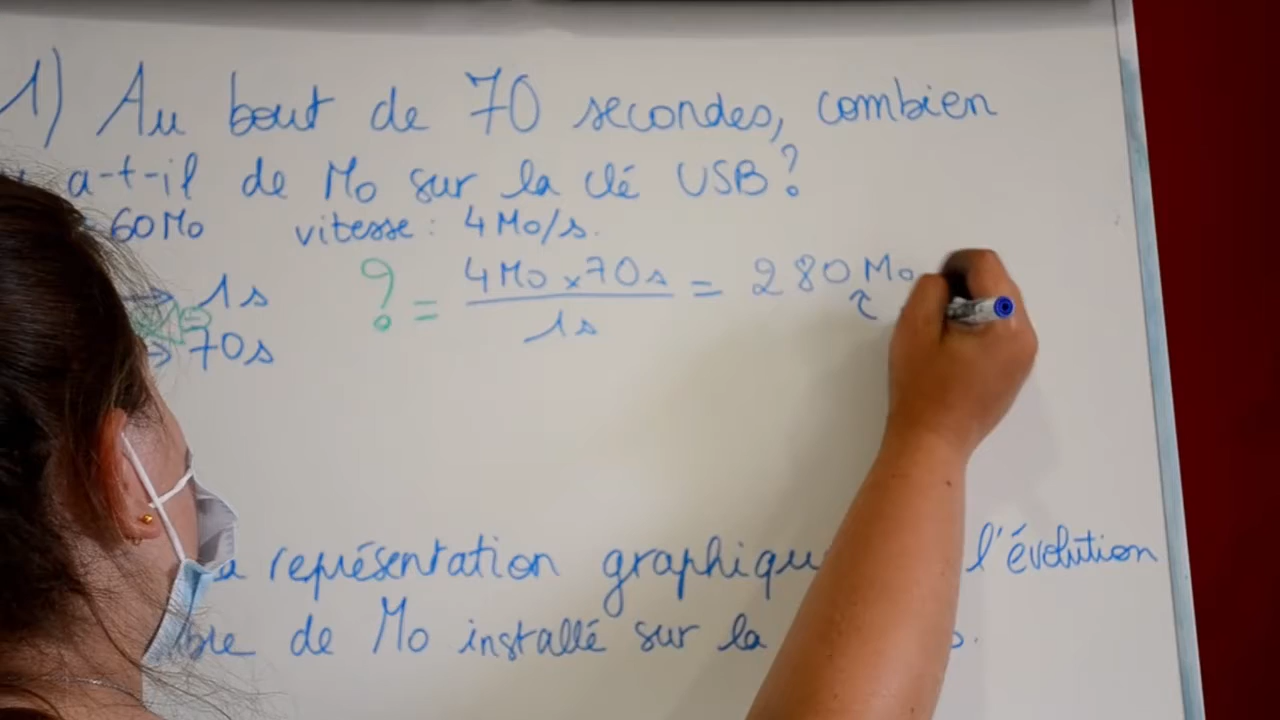 1) Au bout de 70 secondes, combien
a-t-il de Mo sur la clé USB?
60Mo vitesse: 4Mo/s.
→ 1s
→ 70s
? = 4Mo x 70s / 1s = 280Mo
représentation graphique l'évolution
de Mo installé sur la